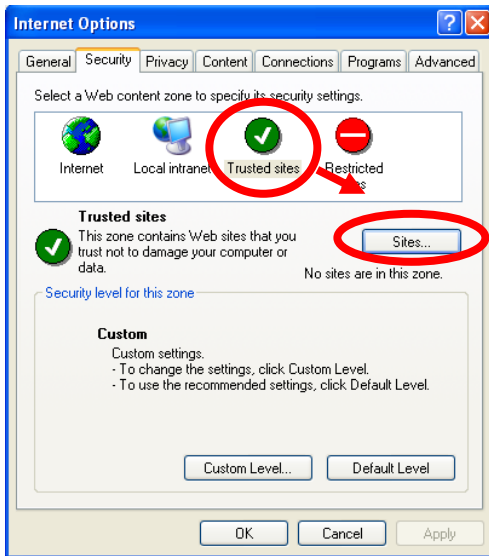 Internet Options
General Security Privacy Content Connections Programs Advanced
Select a Web content zone to specify its security settings.
Internet Local intranet Trusted sites Restricted
Trusted sites
This zone contains Web sites that you
trust not to damage your computer or
data.
Sites...
No sites are in this zone.
Security level for this zone
Custom
Custom settings.
- To change the settings, click Custom Level.
- To use the recommended settings, click Default Level.
Custom Level... Default Level
OK Cancel Apply